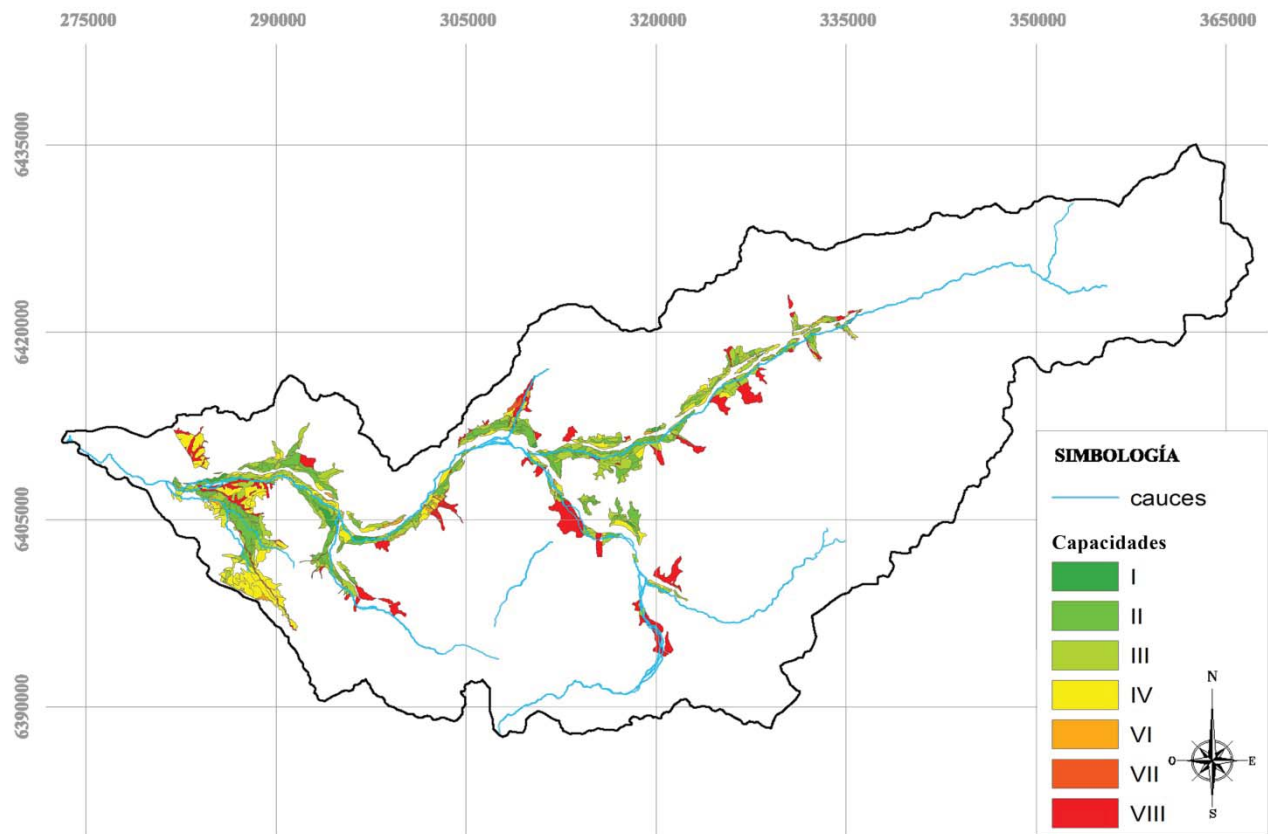 275000 290000 305000 320000 335000 350000 365000
6435000
6420000
6405000
6390000
SIMBOLOGÍA
cauces
Capacidades
I
II
III
IV
VI
VII
VIII
N
O E
S